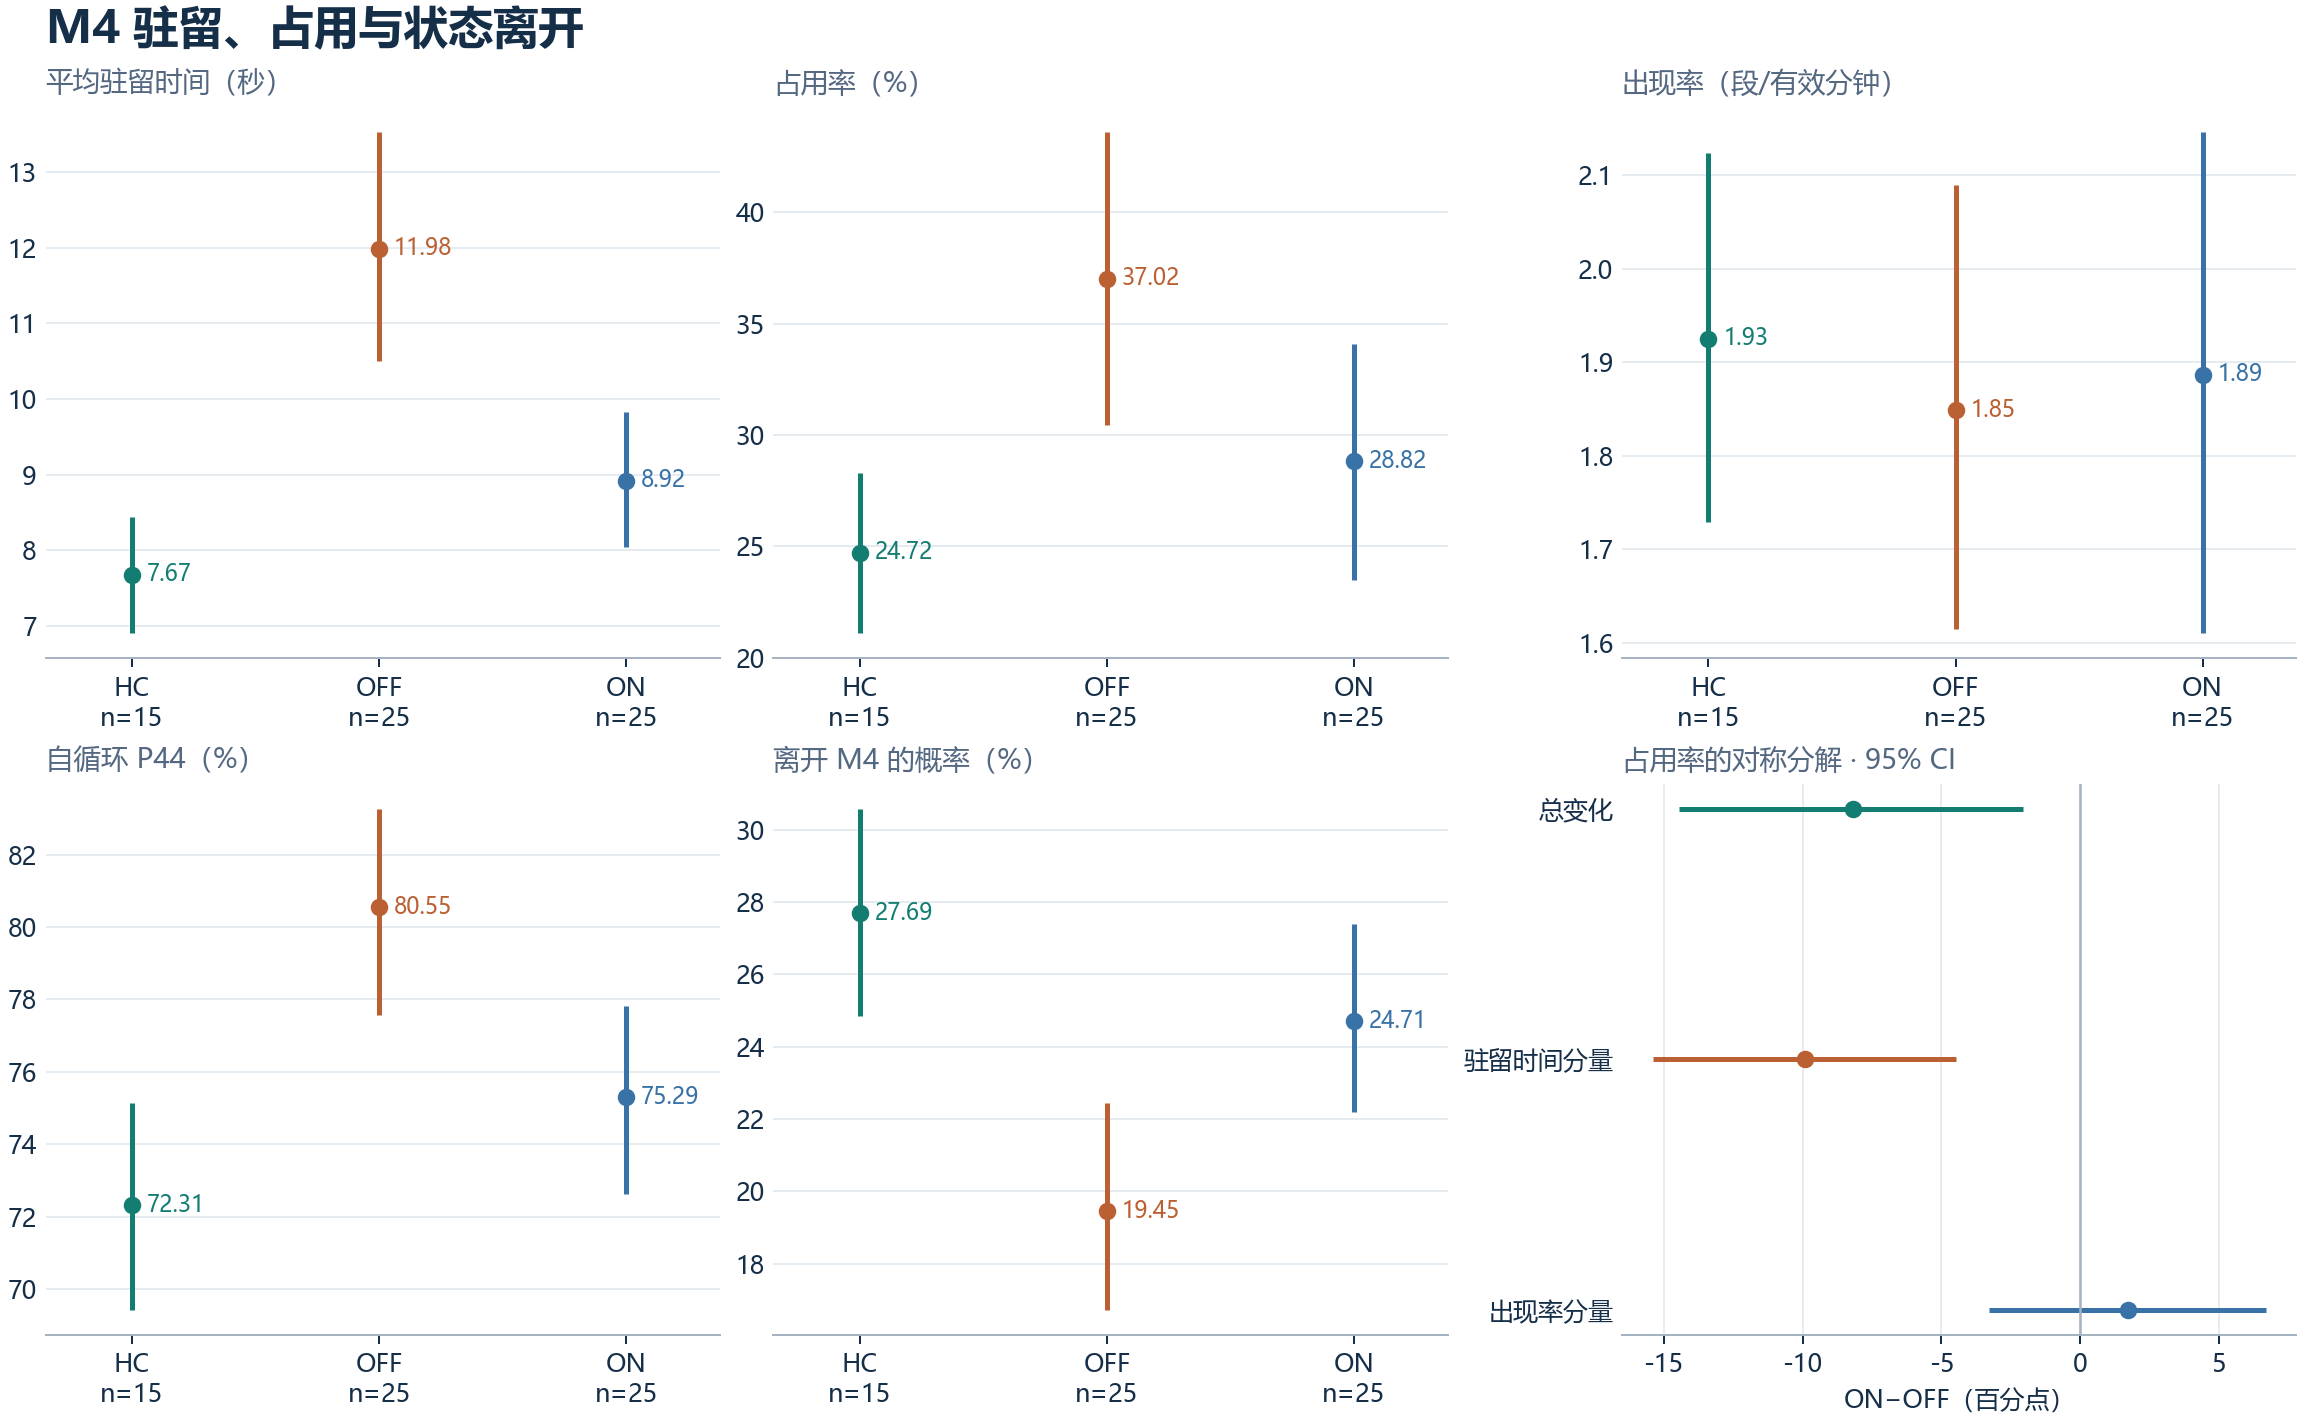 M4 驻留、占用与状态离开
平均驻留时间（秒）
13
12
11
10
9
8
7
11.98
8.92
7.67
HC
n=15
OFF
n=25
ON
n=25
占用率（%）
40
35
30
25
20
37.02
28.82
24.72
HC
n=15
OFF
n=25
ON
n=25
出现率（段/有效分钟）
2.1
2.0
1.9
1.8
1.7
1.6
1.93
1.85
1.89
HC
n=15
OFF
n=25
ON
n=25
自循环 P44（%）
82
80
78
76
74
72
70
80.55
75.29
72.31
HC
n=15
OFF
n=25
ON
n=25
离开 M4 的概率（%）
30
28
26
24
22
20
18
27.69
24.71
19.45
HC
n=15
OFF
n=25
ON
n=25
占用率的对称分解 · 95% CI
总变化
驻留时间分量
出现率分量
-15
-10
-5
0
5
ON−OFF（百分点）